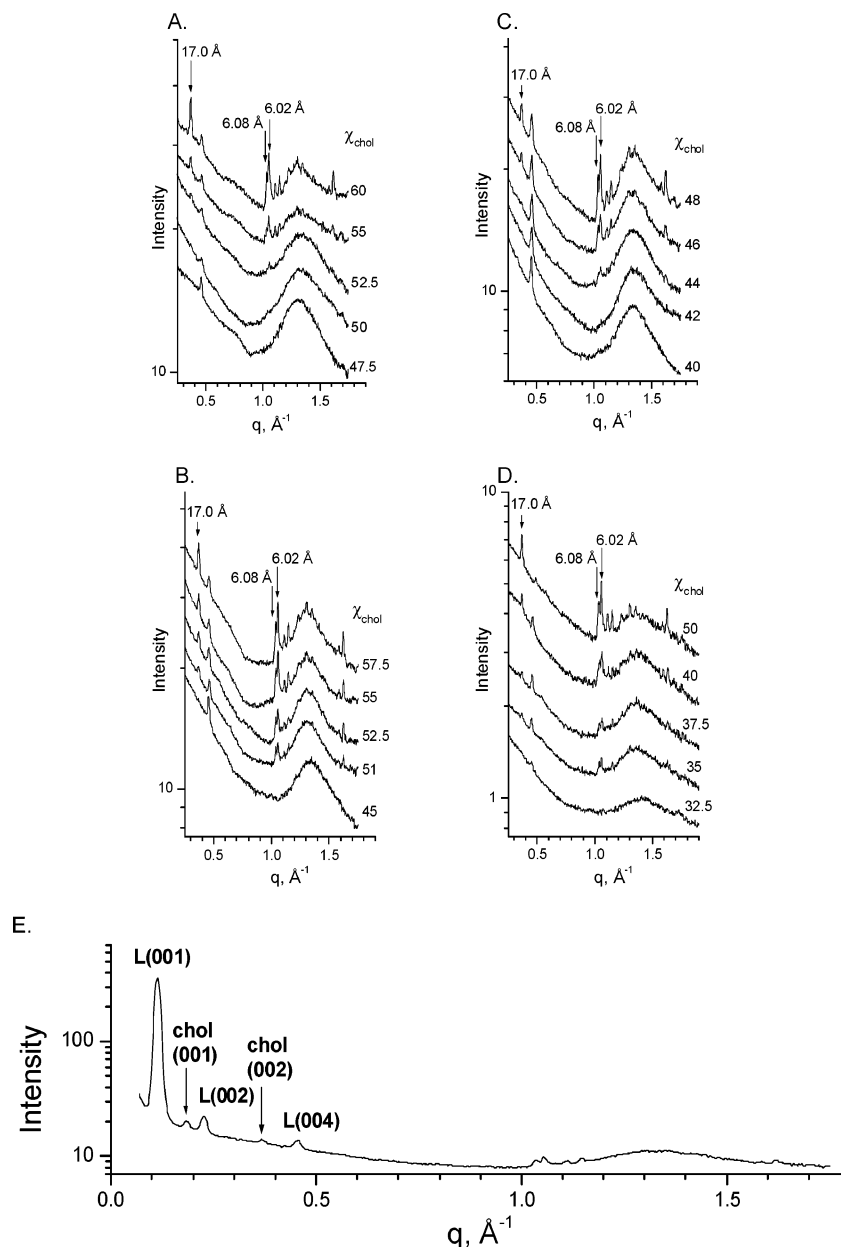 A.
17.0 Å
6.08 Å
6.02 Å
χchol
60
55
52.5
50
47.5
Intensity
10
0.5 1.0 1.5
q, Å-1
C.
17.0 Å
6.08 Å
6.02 Å
χchol
48
46
44
42
40
Intensity
10
0.5 1.0 1.5
q, Å-1
B.
17.0 Å
6.08 Å
6.02 Å
χchol
57.5
55
52.5
51
45
Intensity
10
0.5 1.0 1.5
q, Å-1
D.
10
17.0 Å
6.08 Å
6.02 Å
χchol
50
40
37.5
35
32.5
Intensity
1
0.5 1.0 1.5
q, Å-1
E.
L(001)
chol
(001)
L(002)
chol
(002)
L(004)
Intensity
100
10
0.0 0.5 1.0 1.5
q, Å-1